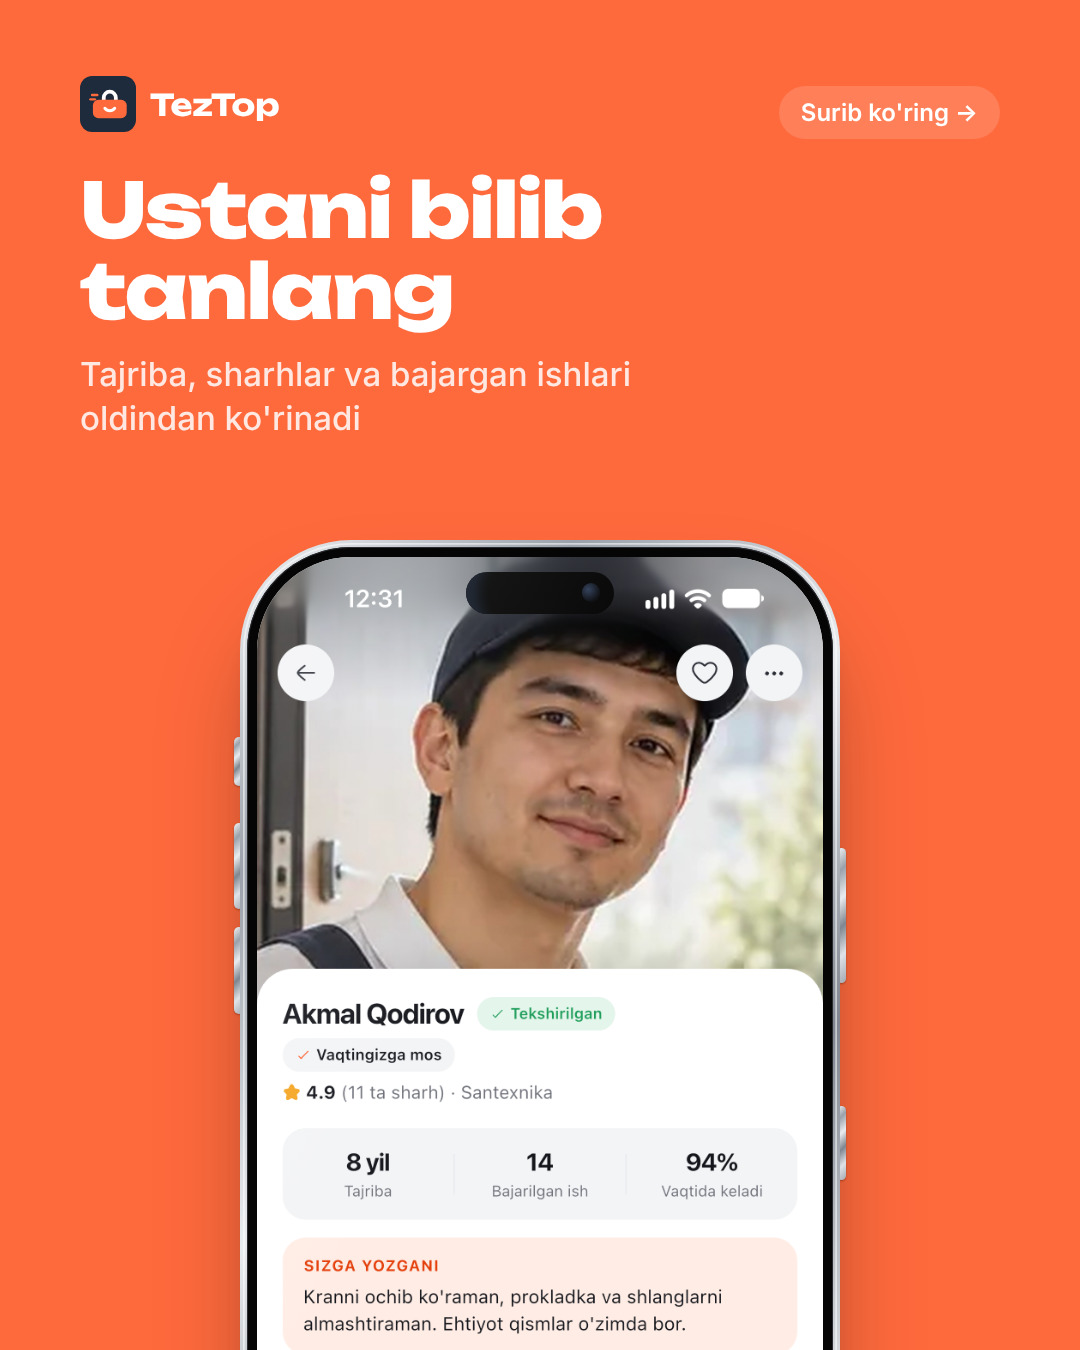 TezTop
Surib ko'ring →
Ustani bilib
tanlang
Tajriba, sharhlar va bajargan ishlari
oldindan ko'rinadi
12:31
Akmal Qodirov
Tekshirilgan
Vaqtingizga mos
4.9 (11 ta sharh) · Santexnika
8 yil
Tajriba
14
Bajarilgan ish
94%
Vaqtida keladi
SIZGA YOZGANI
Kranni ochib ko'raman, prokladka va shlanglarni
almashtiraman. Ehtiyot qismlar o'zimda bor.